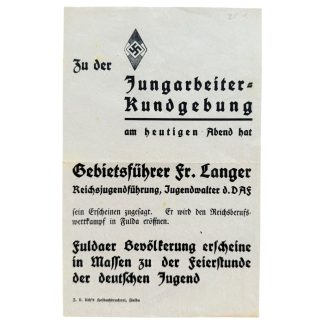 Zu der
Jungarbeiter=
Kundgebung
am heutigen Abend hat
Gebietsführer Fr. Langer
Reichsjugendführung, Jugendwalter d. DAF
sein Erscheinen zugesagt. Er wird den Reichsberufs-
wettkampf in Fulda eröffnen.
Fuldaer Bevölkerung erscheine
in Massen zu der Feierstunde
der deutschen Jugend